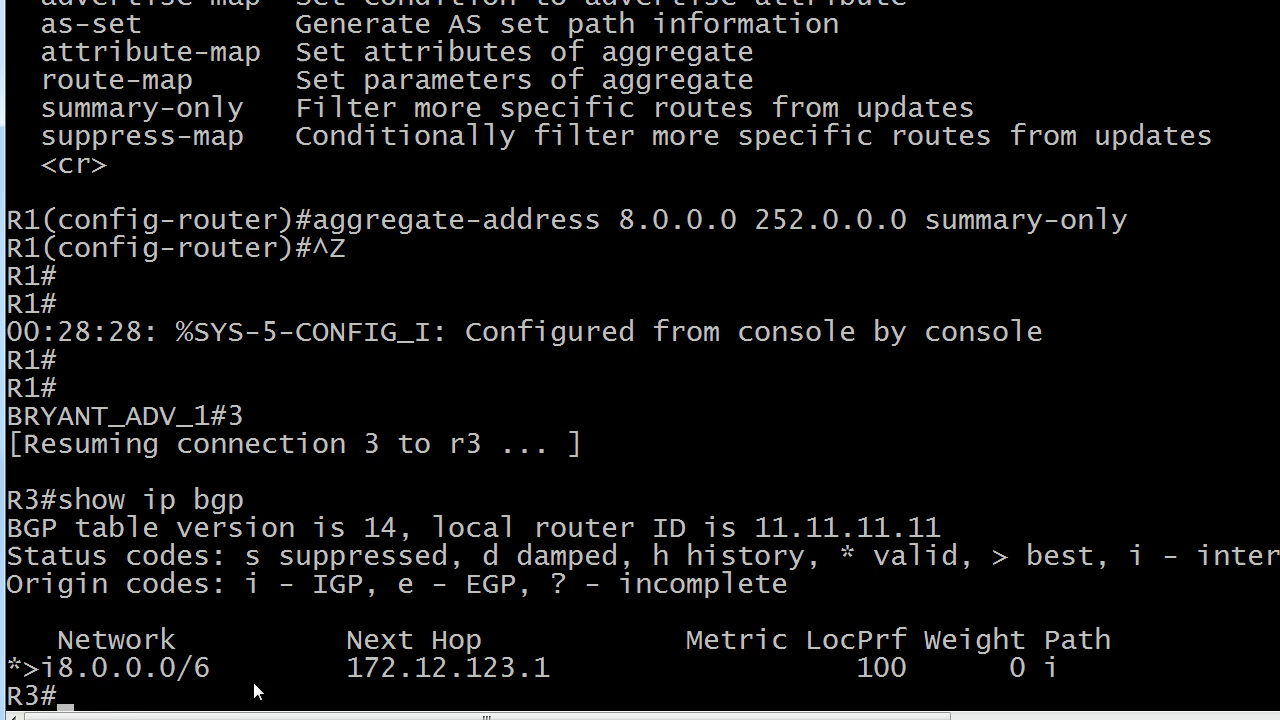 advertise-map  Set condition to advertise attribute
as-set         Generate AS set path information
attribute-map  Set attributes of aggregate
route-map      Set parameters of aggregate
summary-only   Filter more specific routes from updates
suppress-map   Conditionally filter more specific routes from updates
<cr>
R1(config-router)#aggregate-address 8.0.0.0 252.0.0.0 summary-only
R1(config-router)#^Z
R1#
R1#
00:28:28: %SYS-5-CONFIG_I: Configured from console by console
R1#
R1#
BRYANT_ADV_1#3
[Resuming connection 3 to r3 ... ]
R3#show ip bgp
BGP table version is 14, local router ID is 11.11.11.11
Status codes: s suppressed, d damped, h history, * valid, > best, i - inter
Origin codes: i - IGP, e - EGP, ? - incomplete
Network          Next Hop            Metric LocPrf Weight Path
*>i8.0.0.0/6        172.12.123.1                  100      0 i
R3#